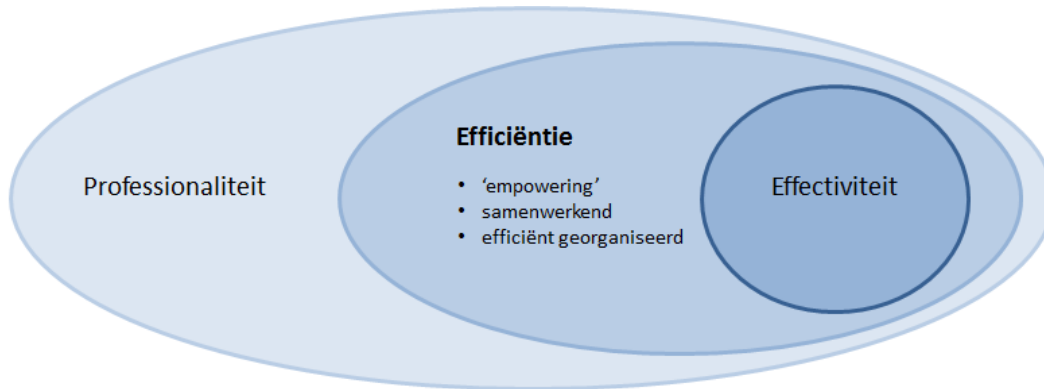 Efficiëntie
Professionaliteit
• ‘empowering’
• samenwerkend
• efficiënt georganiseerd
Effectiviteit